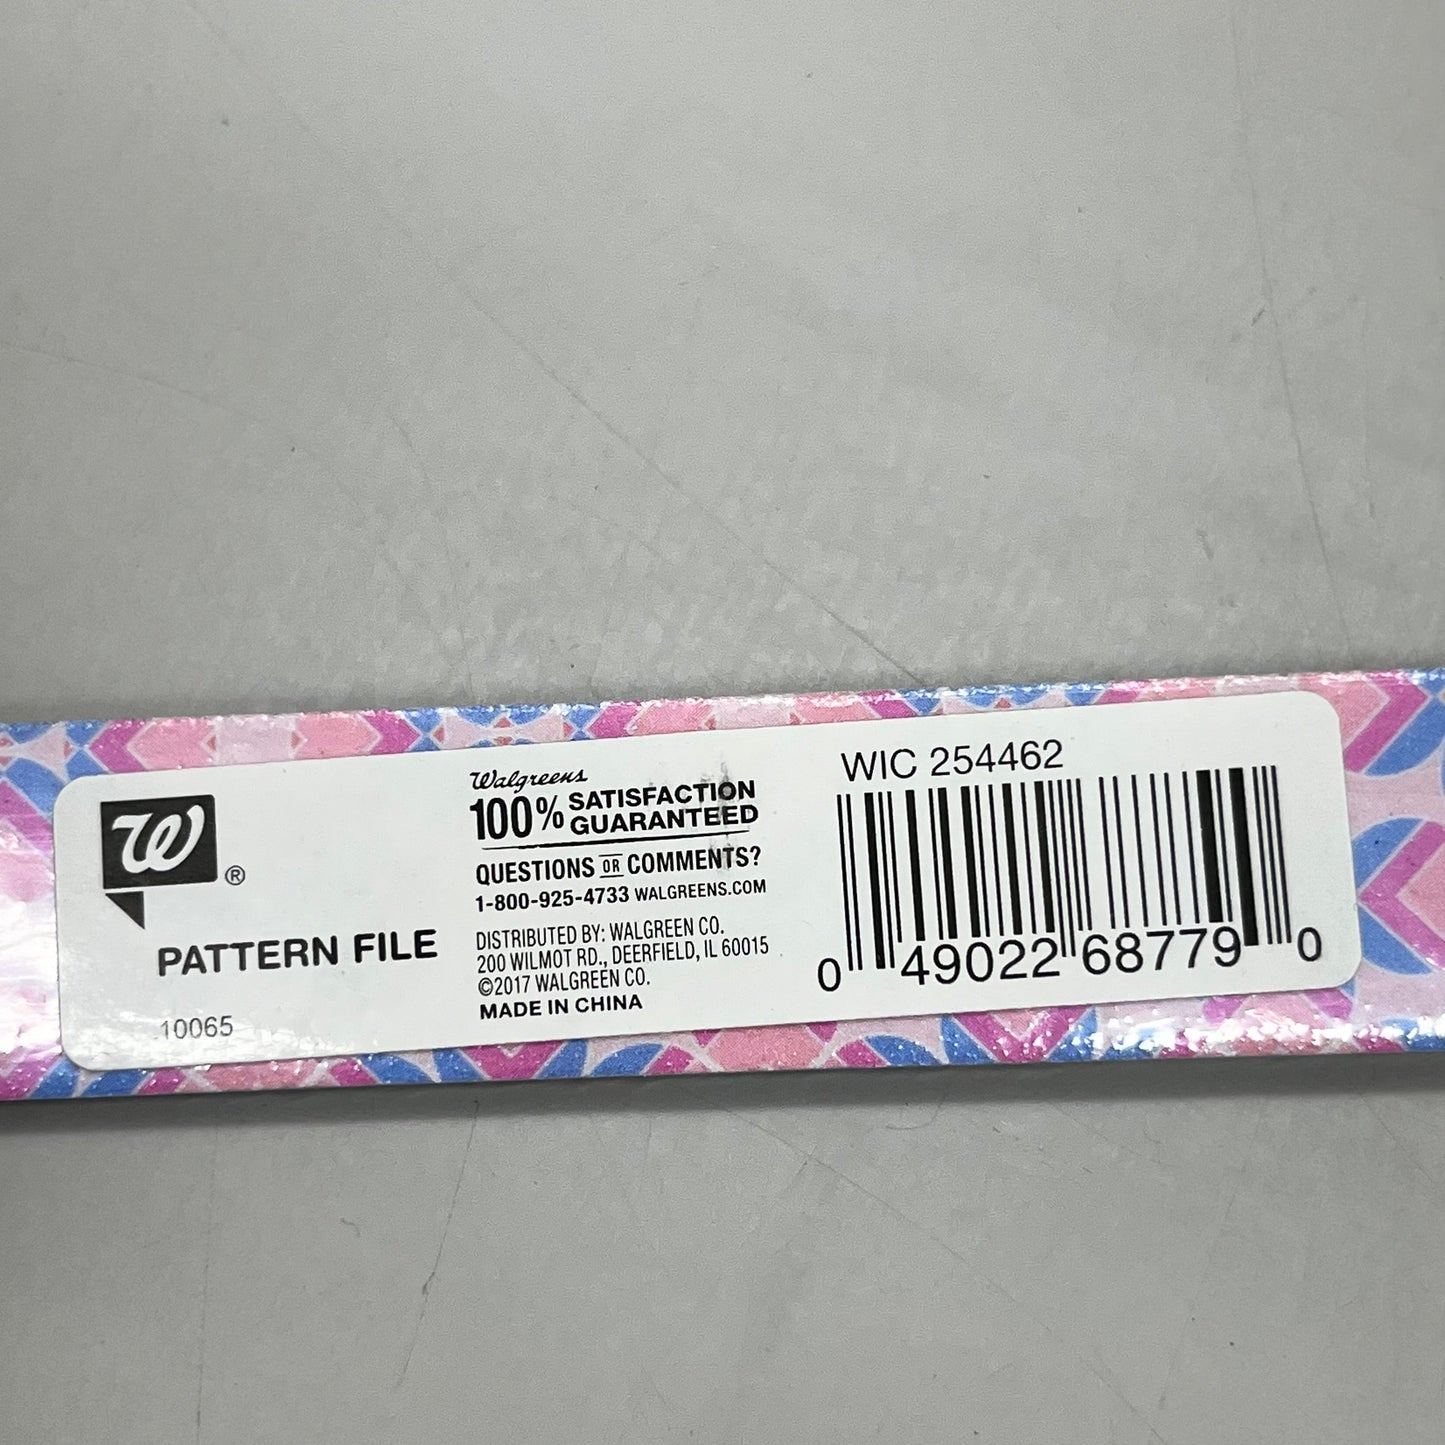 W®
PATTERN FILE
10065
Walgreens
100% SATISFACTION
GUARANTEED
QUESTIONS OR COMMENTS?
1-800-925-4733 WALGREENS.COM
DISTRIBUTED BY: WALGREEN CO.
200 WILMOT RD., DEERFIELD, IL 60015
©2017 WALGREEN CO.
MADE IN CHINA
WIC 254462
0 49022 68779 0